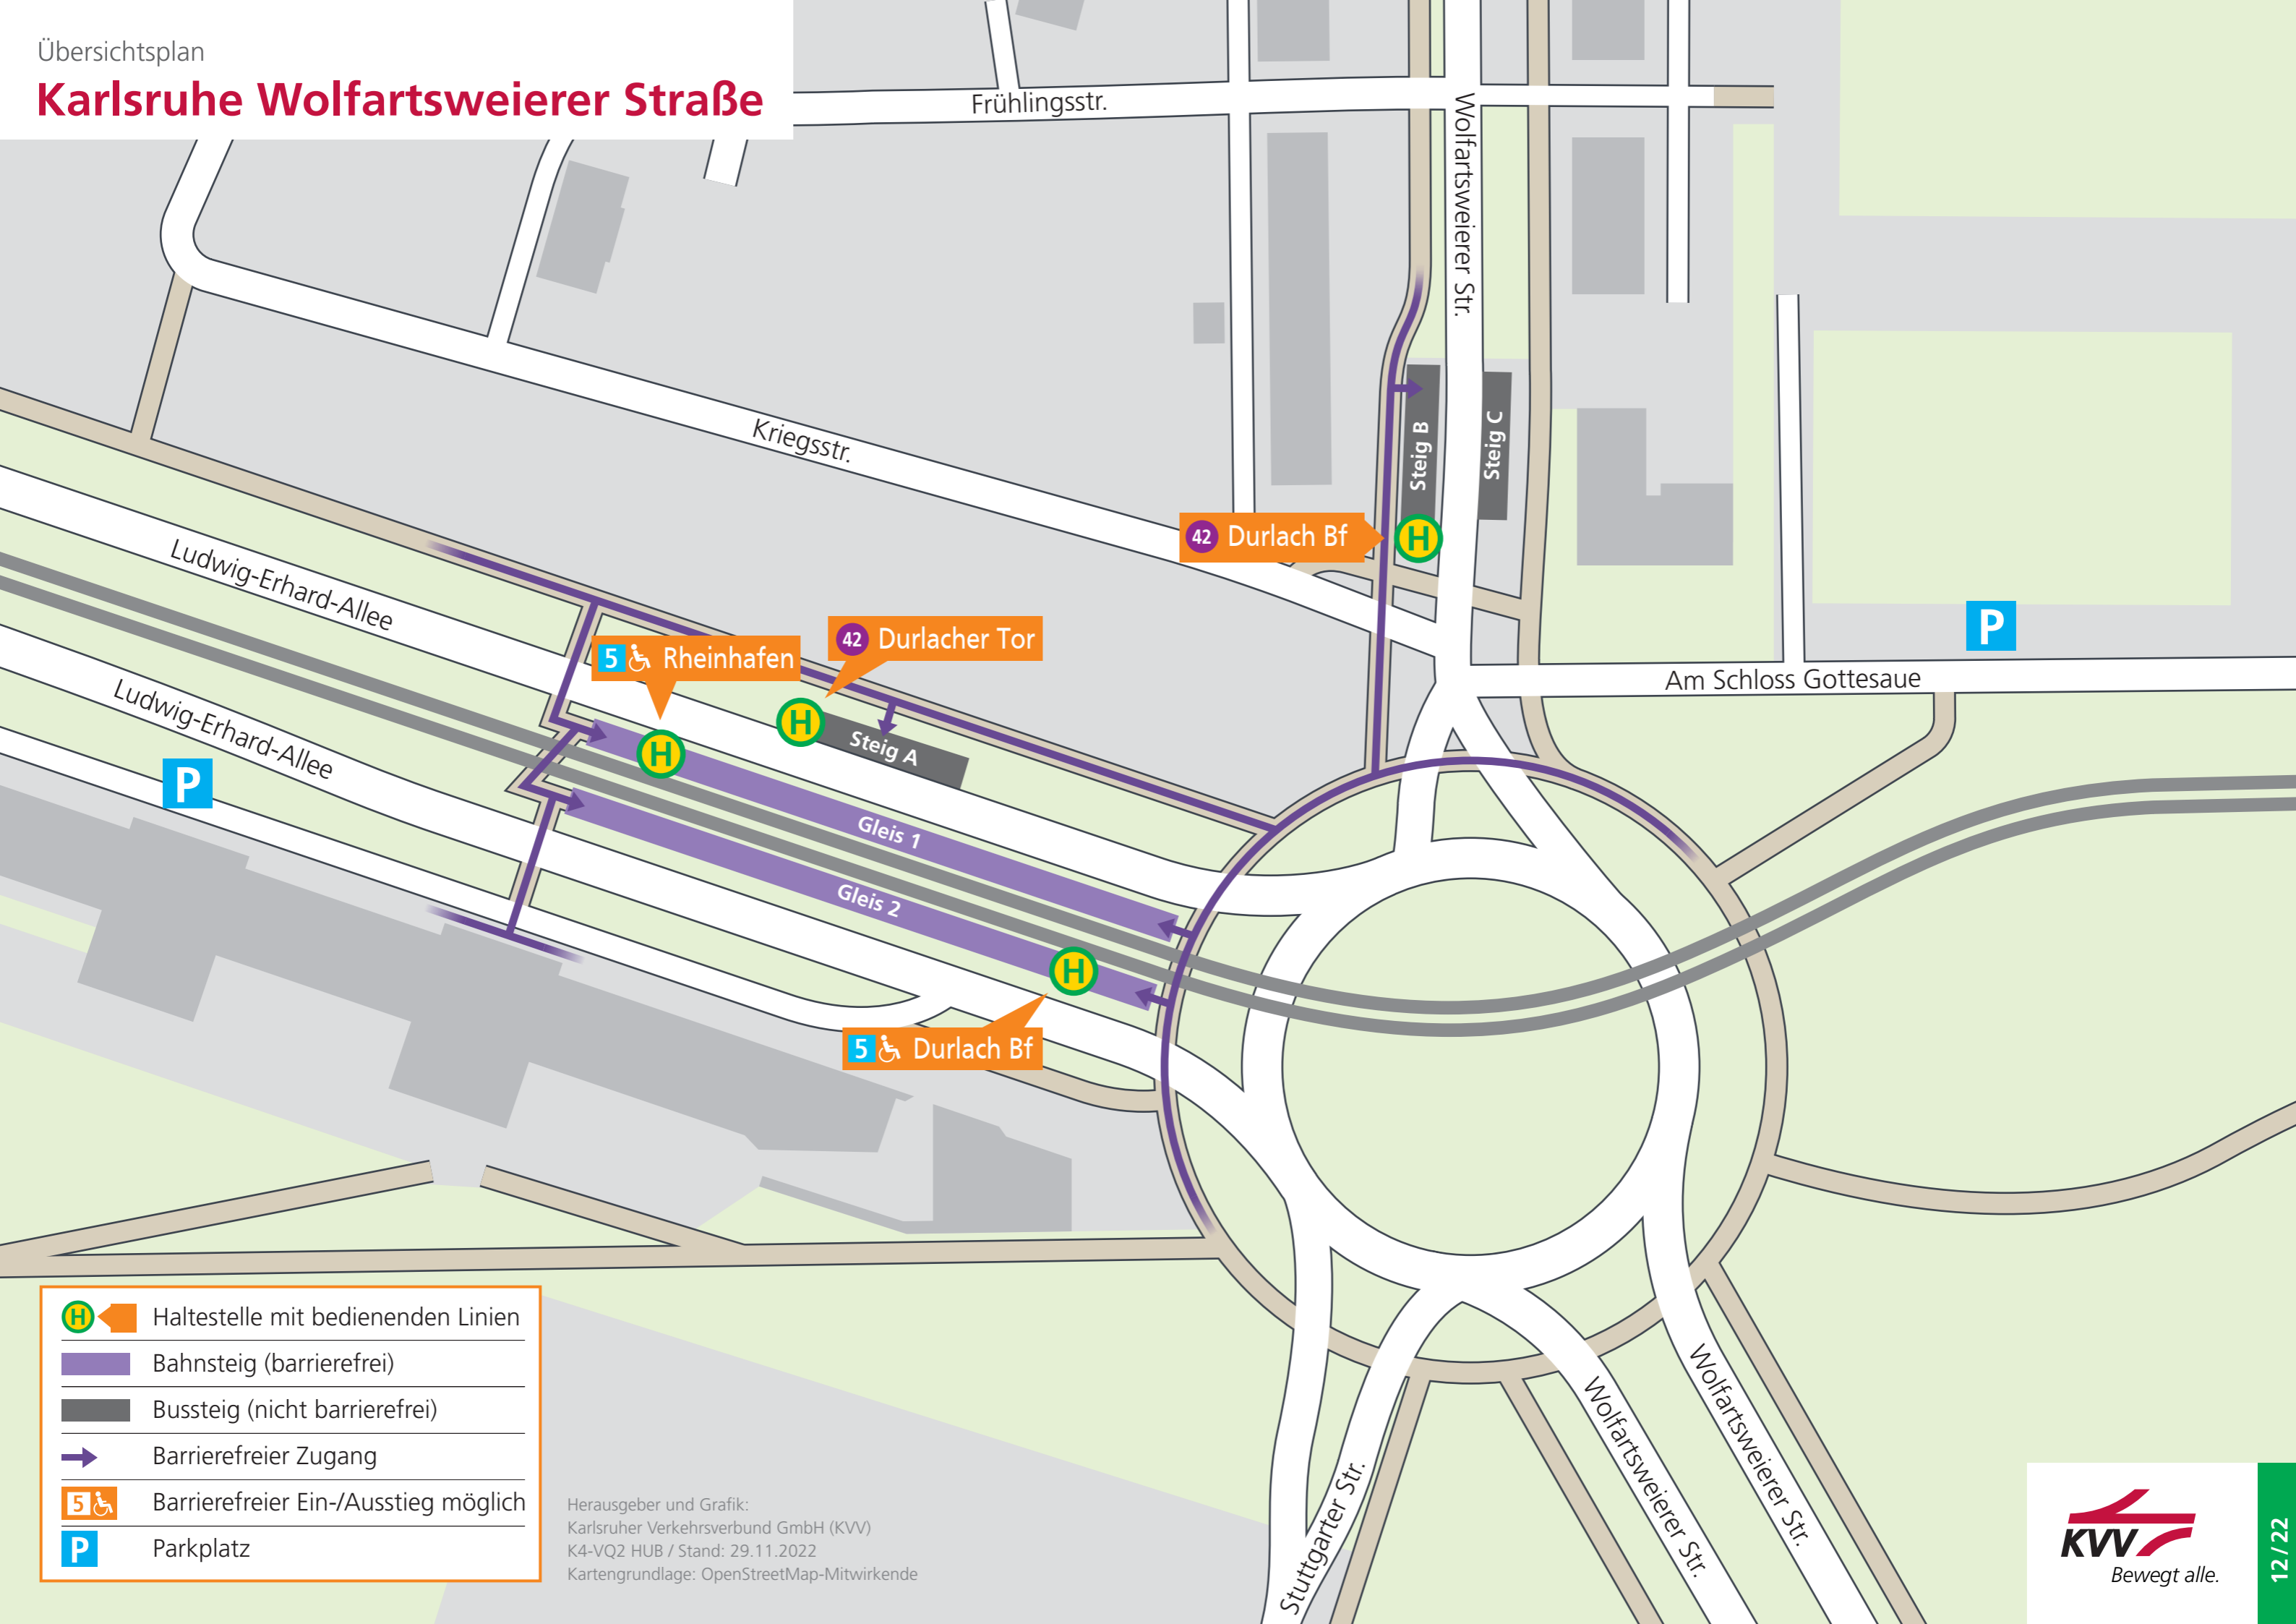 Übersichtsplan
Karlsruhe Wolfartsweierer Straße
Frühlingsstr.
Wolfartsweierer Str.
Kriegsstr.
Steig B
Steig C
42 Durlach Bf
H
Ludwig-Erhard-Allee
42 Durlacher Tor
5 Rheinhafen
P
Am Schloss Gottesaue
H
Steig A
H
Ludwig-Erhard-Allee
P
Gleis 1
Gleis 2
H
5 Durlach Bf
H Haltestelle mit bedienenden Linien
Bahnsteig (barrierefrei)
Bussteig (nicht barrierefrei)
Barrierefreier Zugang
5 Barrierefreier Ein-/Ausstieg möglich
P Parkplatz
Herausgeber und Grafik:
Karlsruher Verkehrsverbund GmbH (KVV)
K4-VQ2 HUB / Stand: 29.11.2022
Kartengrundlage: OpenStreetMap-Mitwirkende
Stuttgarter Str.
Wolfartsweierer Str.
Wolfartsweierer Str.
KVV
Bewegt alle.
12/22